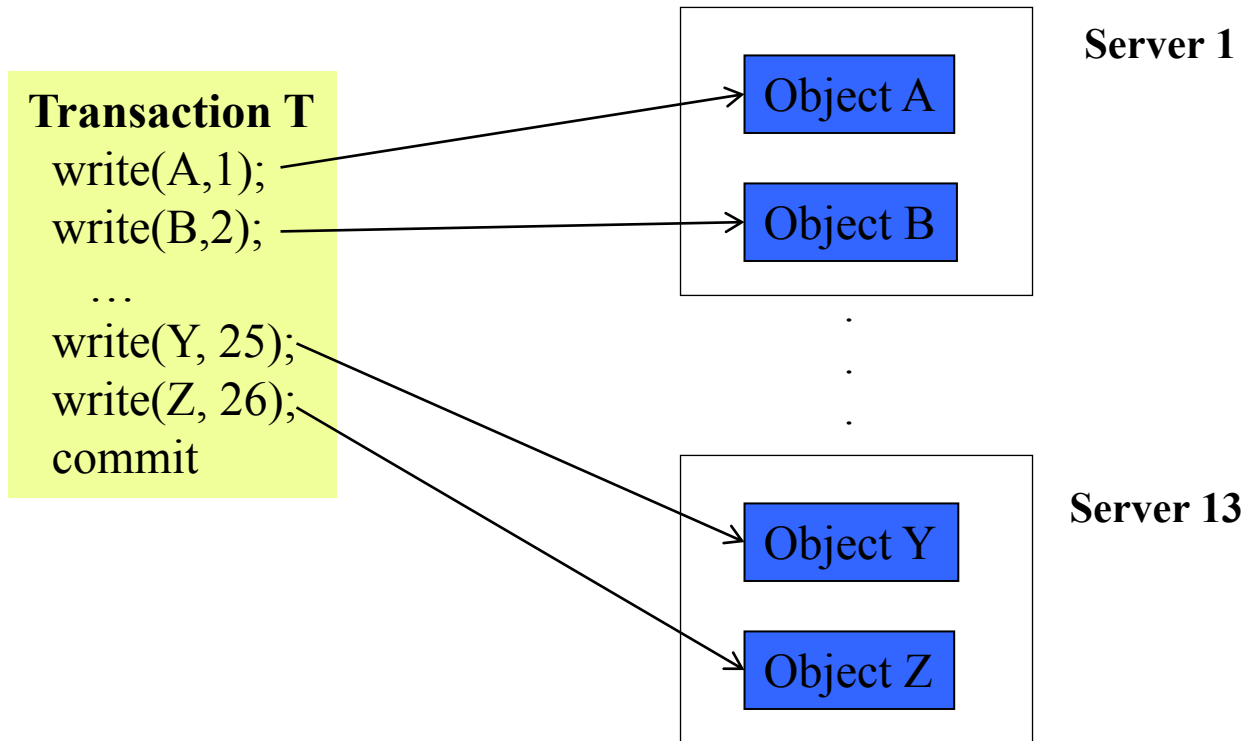 Transaction T
write(A,1);
write(B,2);
…
write(Y, 25);
write(Z, 26);
commit
Server 1
Object A
Object B
.
.
.
Server 13
Object Y
Object Z